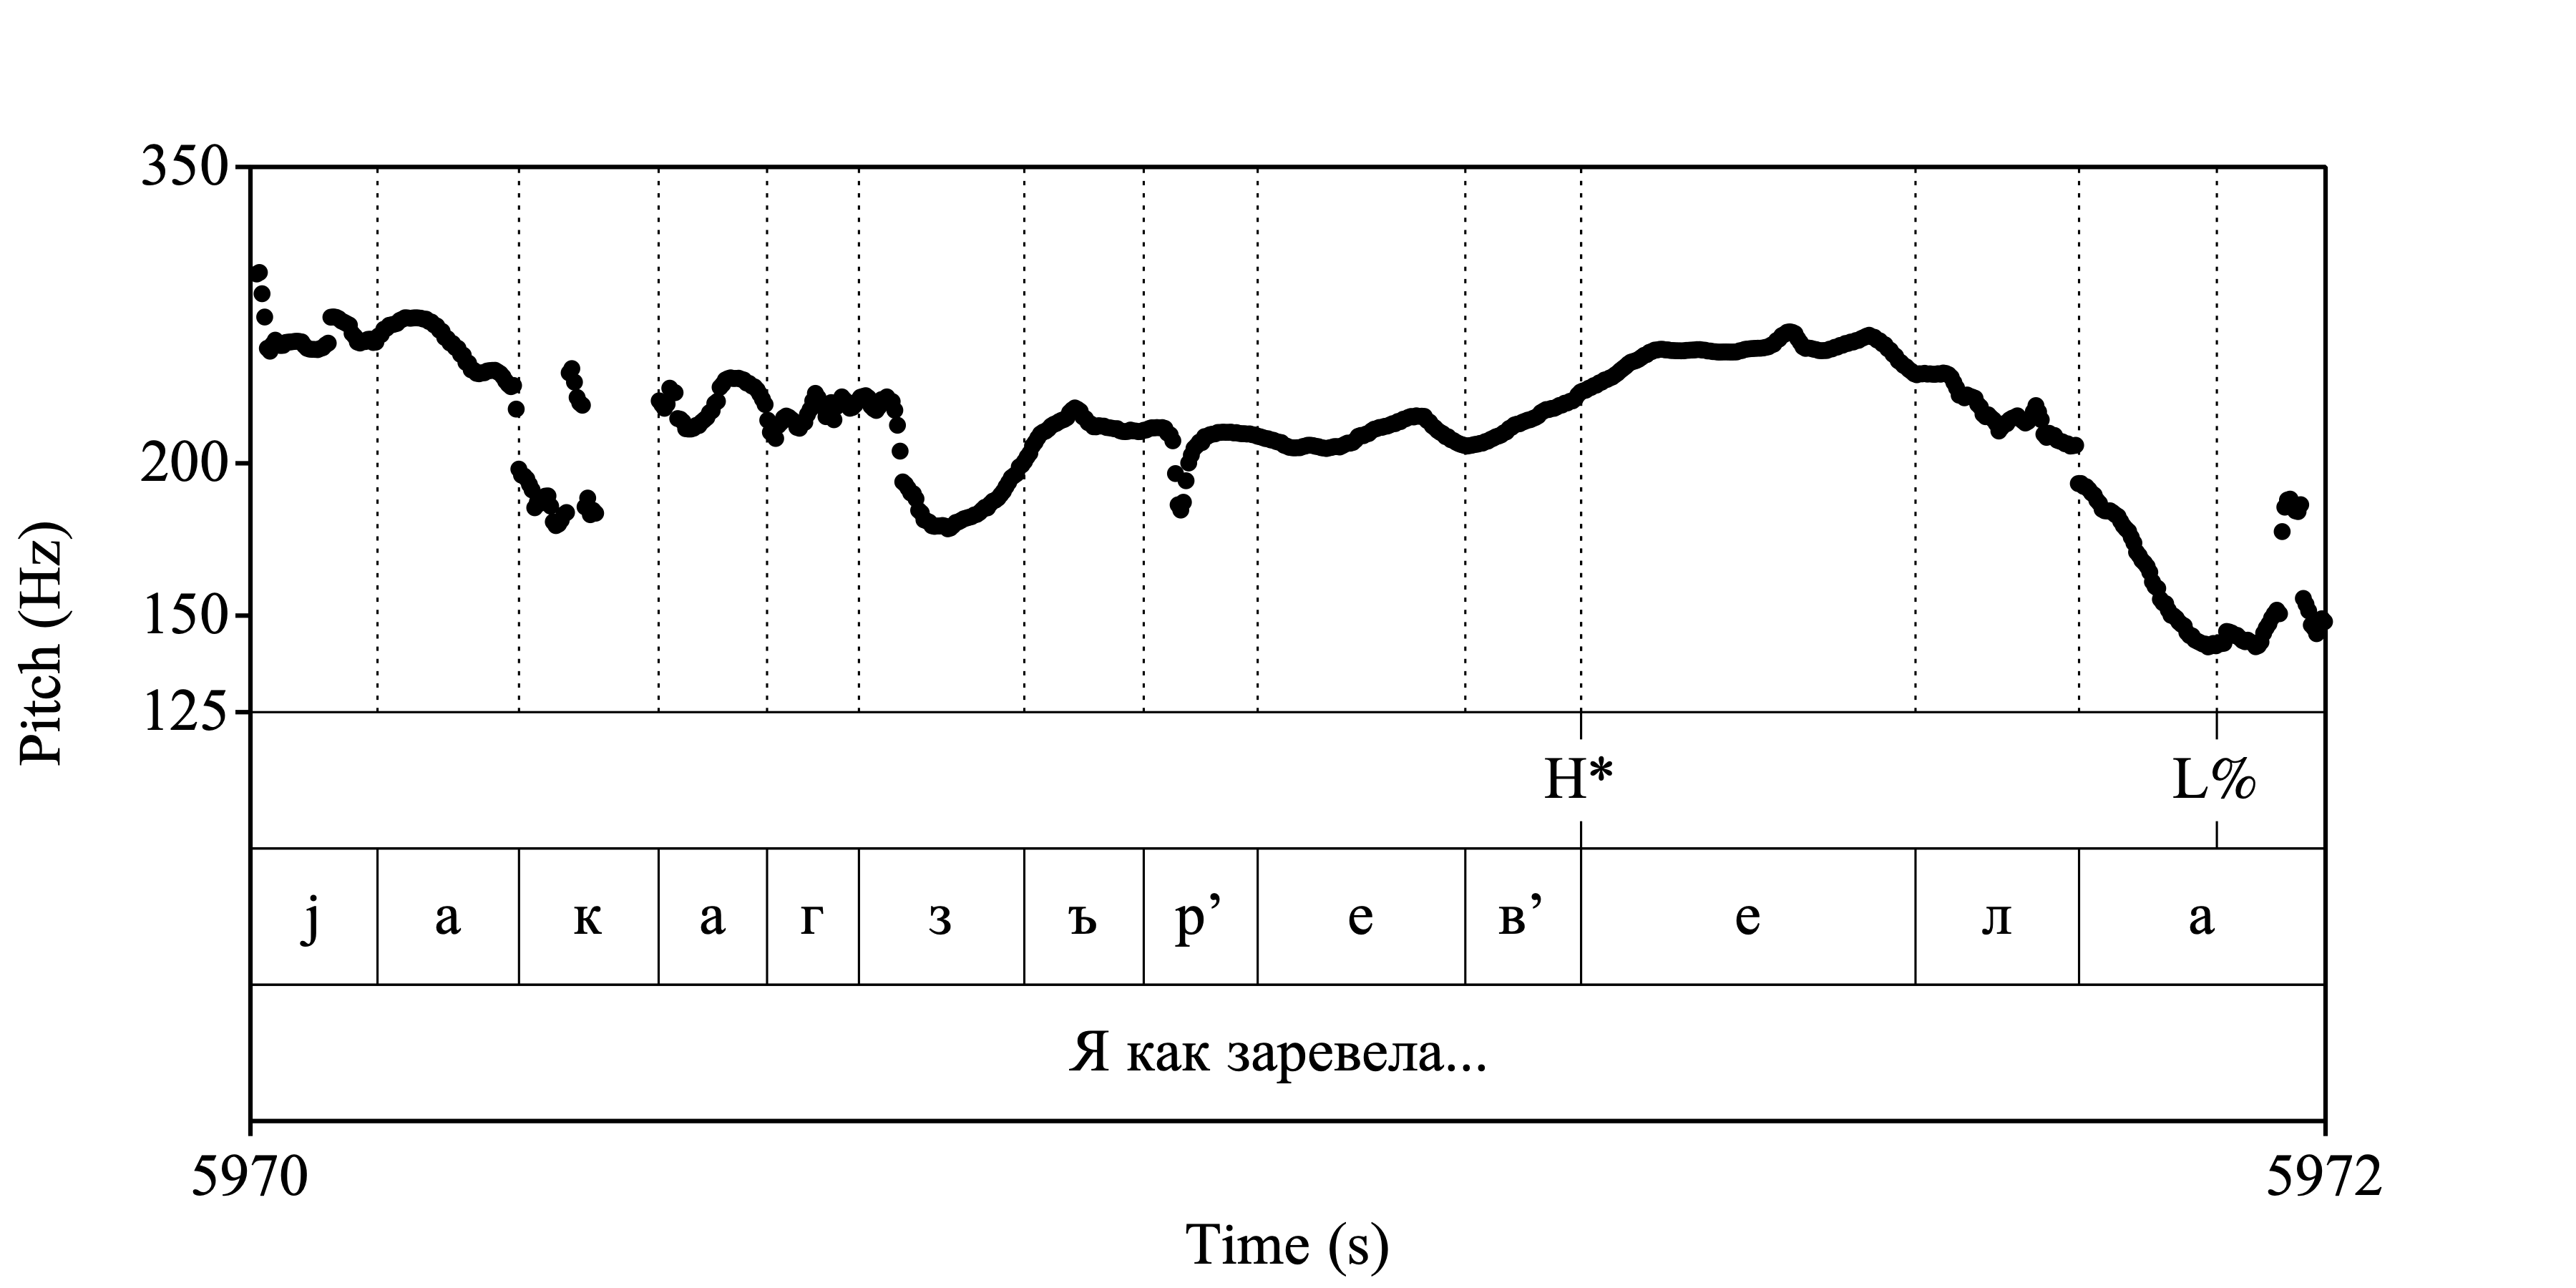 350
200
150
125
Pitch (Hz)
H* L%
ј а к а г з ъ р’ е в’ е л а
Я как заревела...
5970 5972
Time (s)